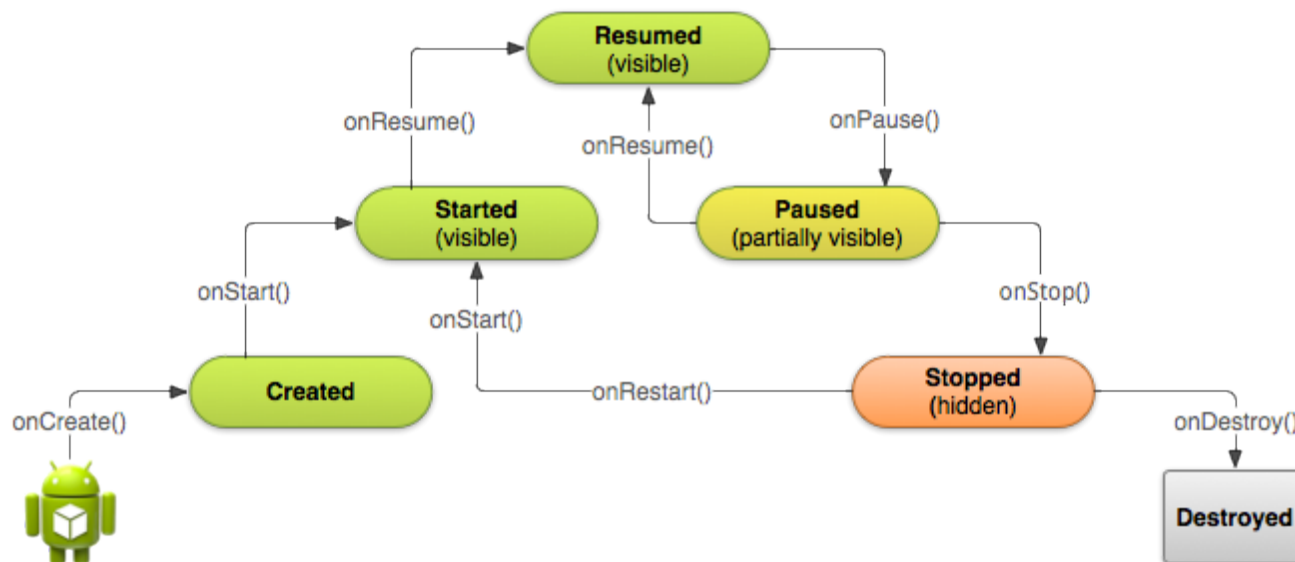 Resumed
(visible)
onResume()
onResume()
onPause()
Started
(visible)
Paused
(partially visible)
onStart()
onStart()
onStop()
Created
onRestart()
Stopped
(hidden)
onCreate()
onDestroy()
Destroyed